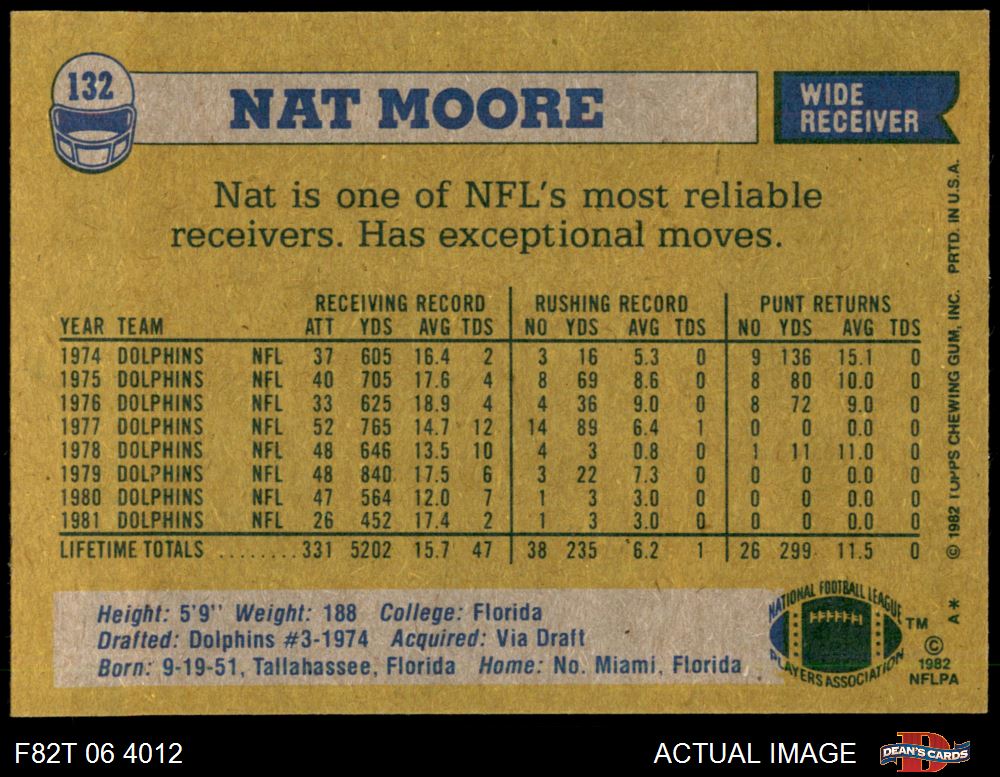 132
NAT MOORE
WIDE
RECEIVER
Nat is one of NFL's most reliable
receivers. Has exceptional moves.
RECEIVING RECORD RUSHING RECORD PUNT RETURNS
YEAR TEAM ATT YDS AVG TDS NO YDS AVG TDS NO YDS AVG TDS
1974 DOLPHINS NFL 37 605 16.4 2 3 16 5.3 0 9 136 15.1 0
1975 DOLPHINS NFL 40 705 17.6 4 8 69 8.6 0 8 80 10.0 0
1976 DOLPHINS NFL 33 625 18.9 4 4 36 9.0 0 8 72 9.0 0
1977 DOLPHINS NFL 52 765 14.7 12 14 89 6.4 1 0 0 0.0 0
1978 DOLPHINS NFL 48 646 13.5 10 4 3 0.8 0 1 11 11.0 0
1979 DOLPHINS NFL 48 840 17.5 6 3 22 7.3 0 0 0 0.0 0
1980 DOLPHINS NFL 47 564 12.0 7 1 3 3.0 0 0 0 0.0 0
1981 DOLPHINS NFL 26 452 17.4 2 1 3 3.0 0 0 0 0.0 0
LIFETIME TOTALS ........ 331 5202 15.7 47 38 235 6.2 1 26 299 11.5 0
© 1982 TOPPS CHEWING GUM, INC. PRTD. IN U.S.A.
Height: 5'9" Weight: 188 College: Florida
Drafted: Dolphins #3-1974 Acquired: Via Draft
Born: 9-19-51, Tallahassee, Florida Home: No. Miami, Florida
NATIONAL FOOTBALL LEAGUE
PLAYERS ASSOCIATION
TM
A*
©
1982
NFLPA
F82T 06 4012
ACTUAL IMAGE
D
DEAN'S CARDS